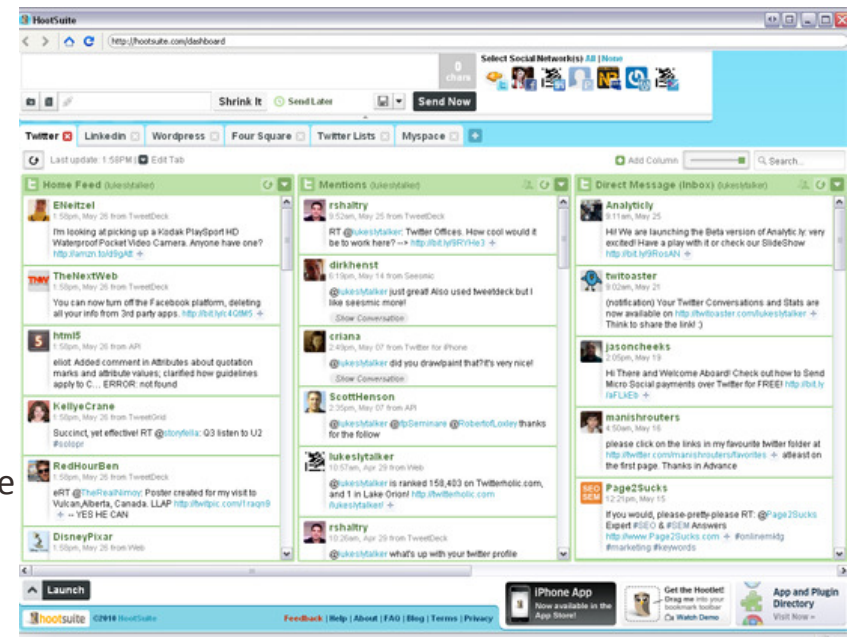 HootSuite
http://hootsuite.com/dashboard
0
chars
Select Social Network(s) All | None
Shrink It Send Later Send Now
Twitter Linkedin Wordpress Four Square Twitter Lists Myspace
Last update: 1:58PM | Edit Tab Add Column Search...
Home Feed (lukeslytalker)
ENeitzel
1:58pm, May 26 from TweetDeck
I'm looking at picking up a Kodak PlaySport HD
Waterproof Pocket Video Camera. Anyone have one?
TheNextWeb
1:58pm, May 26 from TweetDeck
You can now turn off the Facebook platform, deleting
all your info from 3rd party apps.
html5
1:58pm, May 26 from API
eliot: Added comment in Attributes about quotation
marks and attribute values; clarified how guidelines
apply to C... ERROR: not found
KellyeCrane
1:58pm, May 26 from TweetGrid
Succinct, yet effective! RT @storyfella: Q3 listen to U2
#solopr
RedHourBen
1:58pm, May 26 from TweetDeck
eRT @TheRealNimoy: Poster created for my visit to
Vulcan,Alberta, Canada. LLAP http://twitpic.com/1raqn9
+ -- YES HE CAN
DisneyPixar
1:58pm, May 26 from Web
Mentions (lukeslytalker)
rshaltry
9:52am, May 25 from TweetDeck
RT @lukeslytalker: Twitter Offices. How cool would it
be to work here? --> http://bit.ly/9RYHe3 +
dirkhenst
6:19pm, May 14 from Seesmic
@lukeslytalker just great! Also used tweetdeck but I
like seesmic more!
Show Conversation
criana
2:49pm, May 07 from Twitter for iPhone
@lukeslytalker did you draw/paint that?it's very nice!
Show Conversation
ScottHenson
2:35pm, May 07 from API
@lukeslytalker @fpSeminare @RobertofLoxley thanks
for the follow
lukeslytalker
10:57am, Apr 29 from Web
@lukeslytalker is ranked 158,403 on Twitterholic.com,
and 1 in Lake Orion! http://twitterholic.com
/lukeslytalker/ +
rshaltry
10:26am, Apr 29 from TweetDeck
@lukeslytalker what's up with your twitter profile
Direct Message (Inbox) (lukeslytalker)
Analyticly
9:11am, May 25
Hi! We are launching the Beta version of Analytic.ly: very
excited! Have a play with it or check our SlideShow
http://bit.ly/9RosAN +
twitoaster
9:02am, May 21
(notification) Your Twitter Conversations and Stats are
now available on http://twitoaster.com/lukeslytalker +
Think to share the link! :)
jasoncheeks
2:05pm, May 19
Hi There and Welcome Aboard! Check out how to Send
Micro Social payments over Twitter for FREE! http://bit.ly
/aFLkEb +
manishrouters
4:50am, May 16
please click on the links in my favourite twitter folder at
http://twitter.com/manishrouters/favorites + atleast on
the first page. Thanks in Advance
Page2Sucks
12:21pm, May 15
If you would, please-pretty-please RT: @Page2Sucks
Expert #SEO & #SEM Answers
http://www.Page2Sucks.com + #onlinemktg
#marketing #keywords
e
Launch
iPhone App
Now available in the
App Store!
Get the Hootlet!
Drag me into your
bookmark toolbar
Watch Demo
App and Plugin
Directory
Visit Now »
hootsuite ©2010 HootSuite Feedback | Help | About | FAQ | Blog | Terms | Privacy